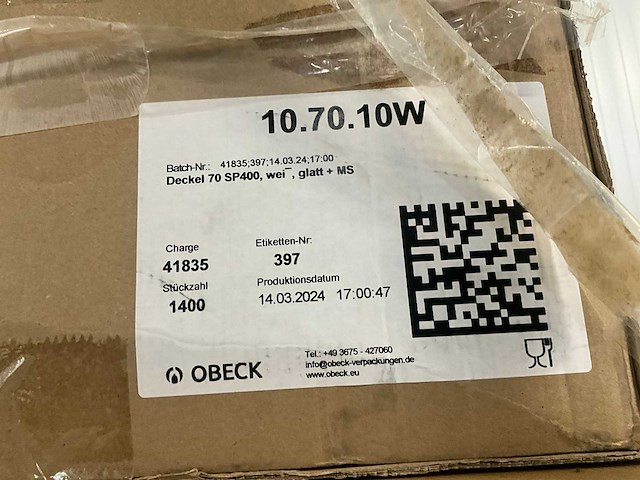 10.70.10W
Batch-Nr.: 41835;397;14.03.24;17:00
Deckel 70 SP400, wei¯, glatt + MS
Charge
41835
Etiketten-Nr:
397
Stückzahl
1400
Produktionsdatum
14.03.2024 17:00:47
OBECK
Tel.: +49 3675 - 427060
info@obeck-verpackungen.de
www.obeck.eu